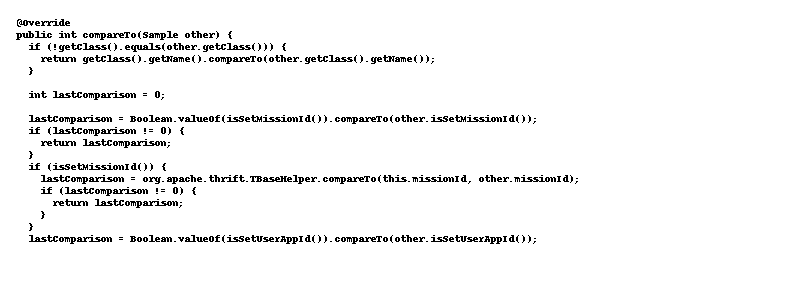 @Override
public int compareTo(Sample other) {
if (!getClass().equals(other.getClass())) {
return getClass().getName().compareTo(other.getClass().getName());
}
int lastComparison = 0;
lastComparison = Boolean.valueOf(isSetMissionId()).compareTo(other.isSetMissionId());
if (lastComparison != 0) {
return lastComparison;
}
if (isSetMissionId()) {
lastComparison = org.apache.thrift.TBaseHelper.compareTo(this.missionId, other.missionId);
if (lastComparison != 0) {
return lastComparison;
}
}
lastComparison = Boolean.valueOf(isSetUserAppId()).compareTo(other.isSetUserAppId());